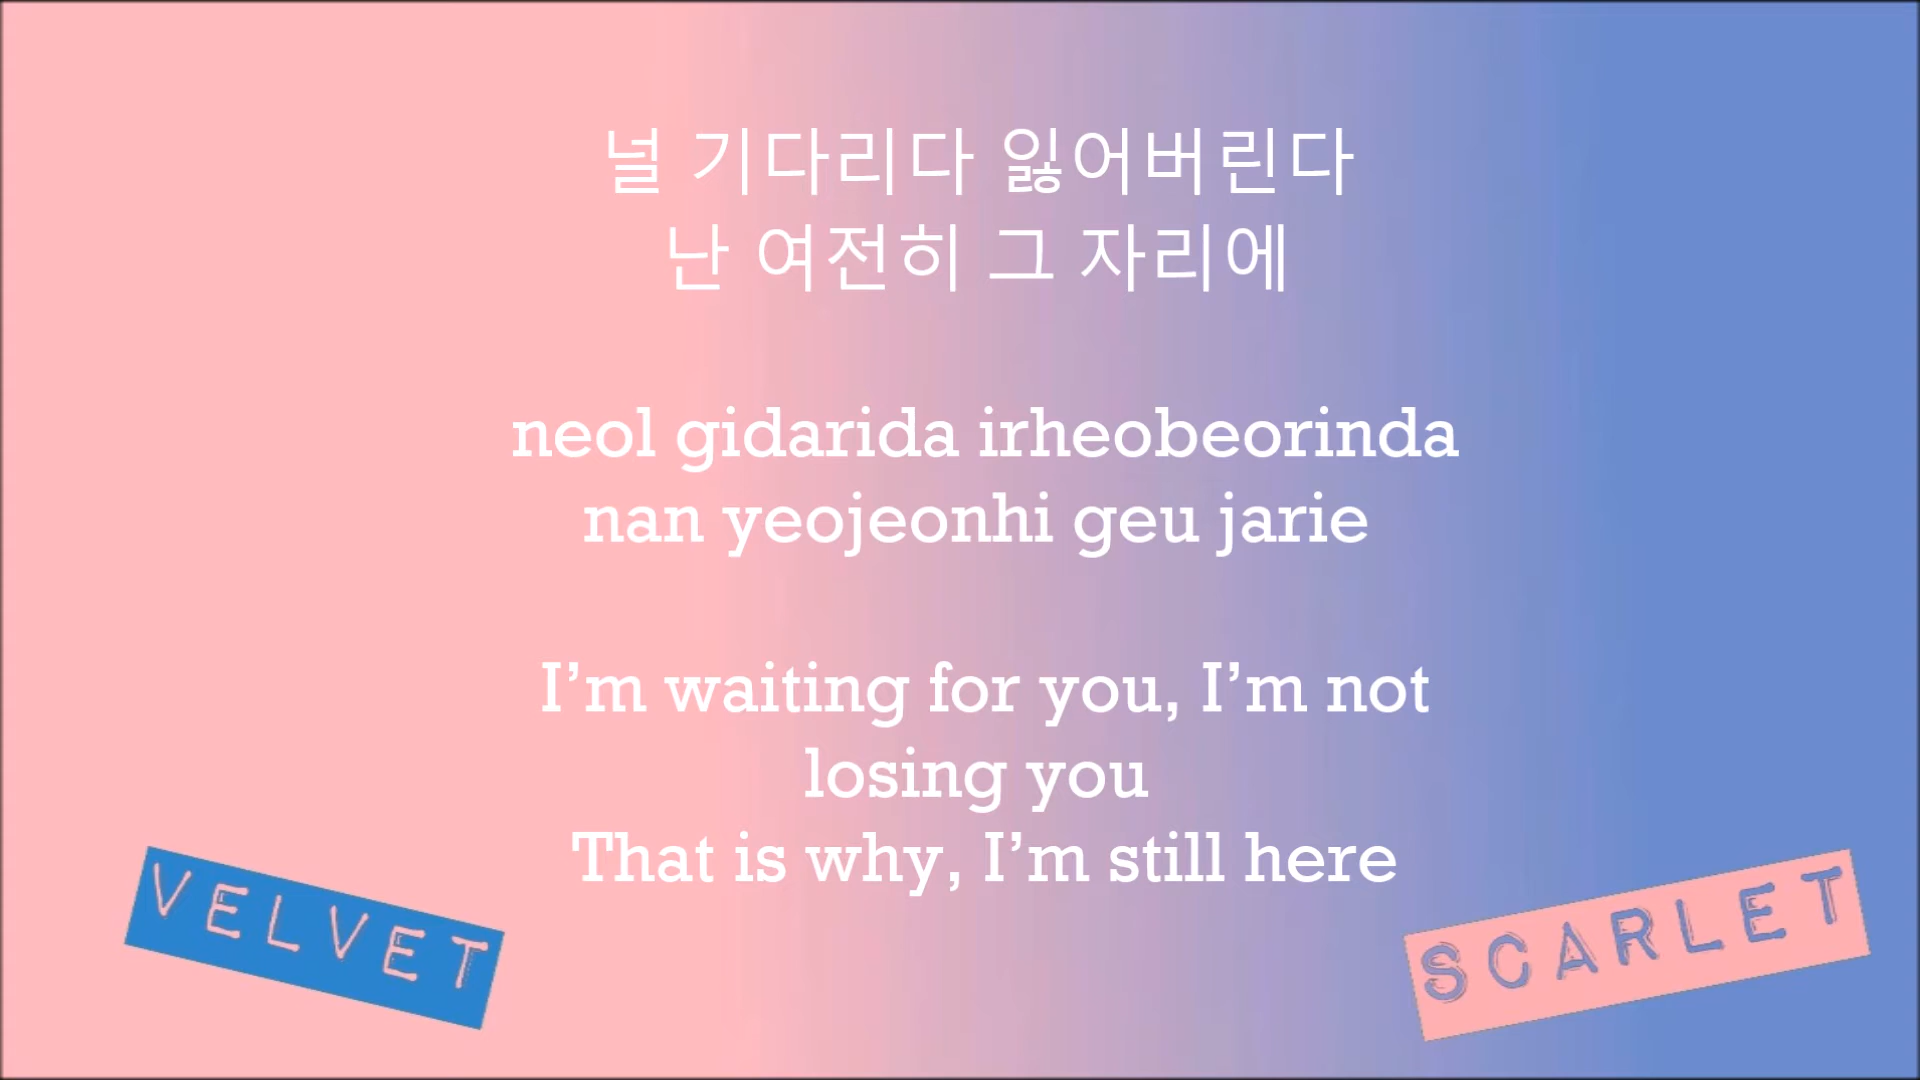 널 기다리다 잃어버린다
난 여전히 그 자리에
neol gidarida irheobeorinda
nan yeojeonhi geu jarie
I’m waiting for you, I’m not
losing you
That is why, I’m still here
VELVET
SCARLET